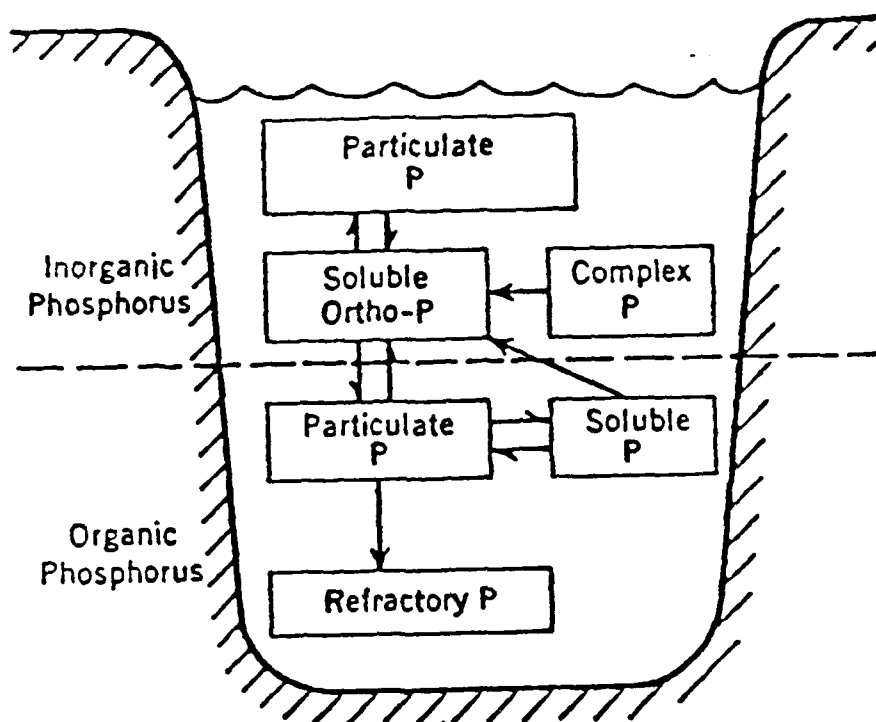 Particulate
P
Inorganic
Phosphorus
Soluble
Ortho-P
Complex
P
Particulate
P
Soluble
P
Organic
Phosphorus
Refractory P